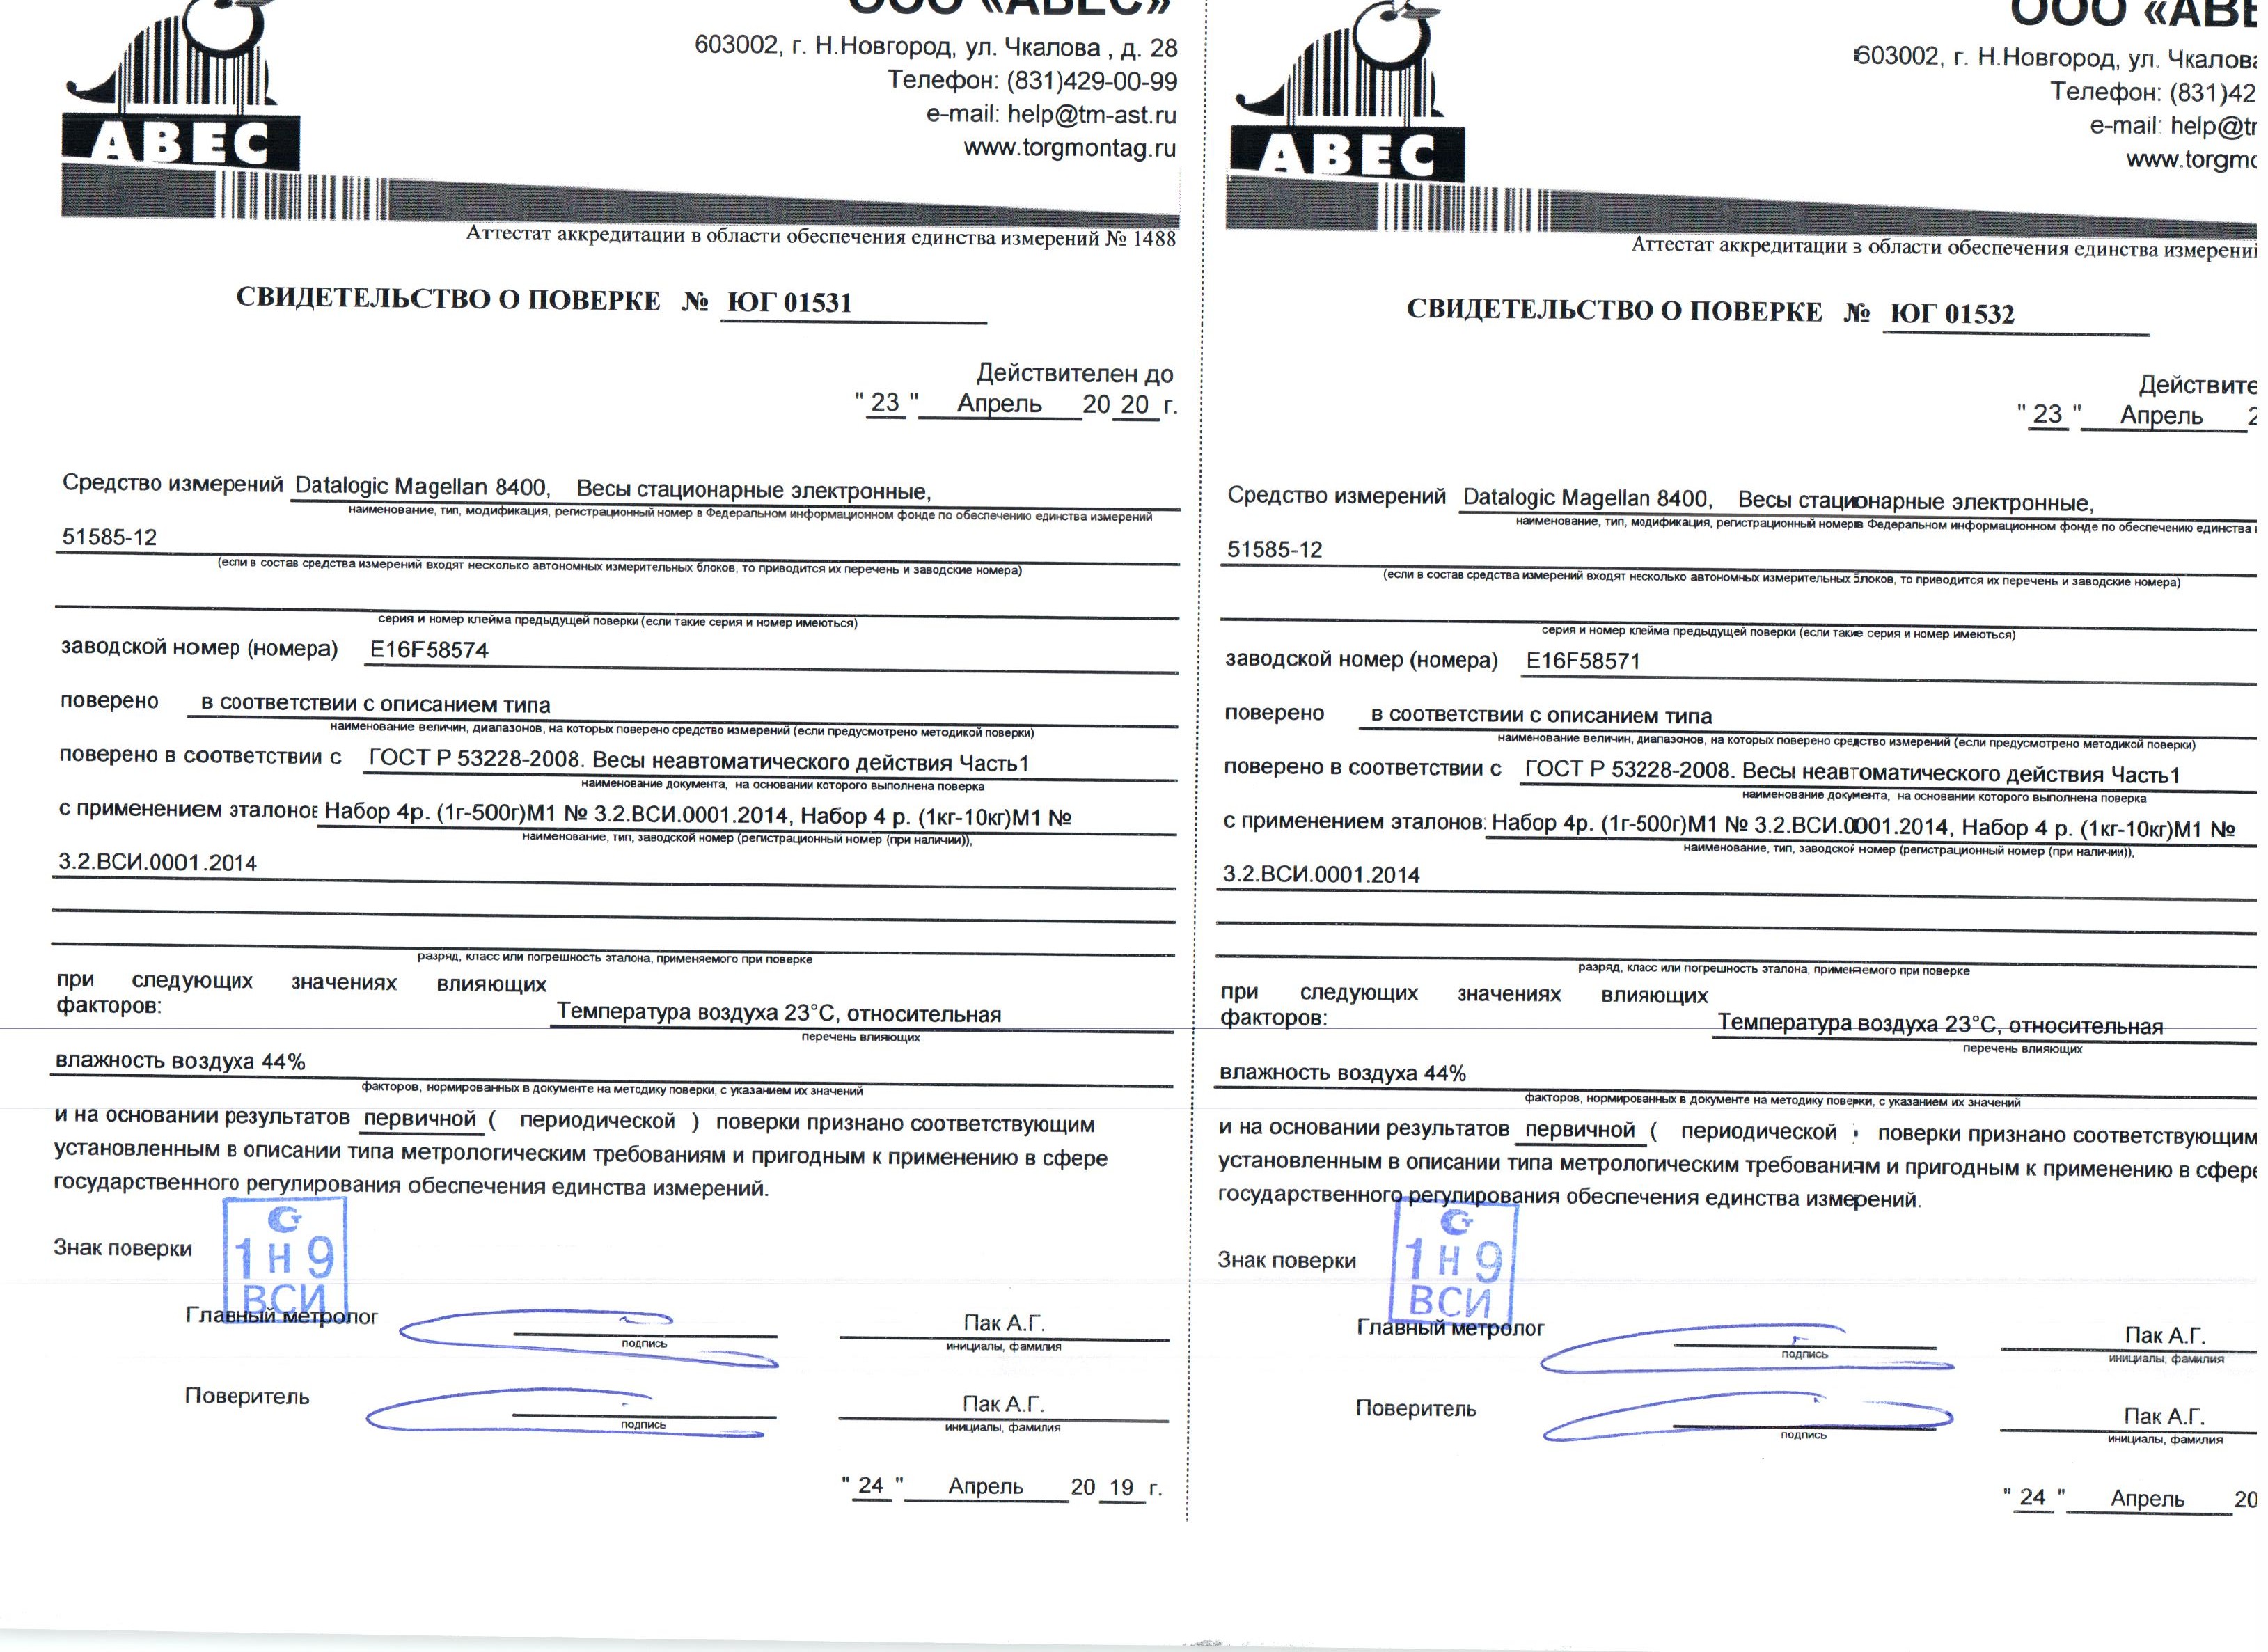 ООО «АВЕС»
603002, г. Н.Новгород, ул. Чкалова , д. 28
Телефон: (831)429-00-99
e-mail: help@tm-ast.ru
www.torgmontag.ru
АВЕС
Аттестат аккредитации в области обеспечения единства измерений № 1488
СВИДЕТЕЛЬСТВО О ПОВЕРКЕ № ЮГ 01531
Действителен до
" 23 " Апрель 20 20 г.
Средство измерений Datalogic Magellan 8400, Весы стационарные электронные,
наименование, тип, модификация, регистрационный номер в Федеральном информационном фонде по обеспечению единства измерений
51585-12
(если в состав средства измерений входят несколько автономных измерительных блоков, то приводится их перечень и заводские номера)
серия и номер клейма предыдущей поверки (если такие серия и номер имеються)
заводской номер (номера) E16F58574
поверено в соответствии с описанием типа
наименование величин, диапазонов, на которых поверено средство измерений (если предусмотрено методикой поверки)
поверено в соответствии с ГОСТ Р 53228-2008. Весы неавтоматического действия Часть1
наименование документа, на основании которого выполнена поверка
с применением эталонов Набор 4р. (1г-500г)М1 № 3.2.ВСИ.0001.2014, Набор 4 р. (1кг-10кг)М1 №
наименование, тип, заводской номер (регистрационный номер (при наличии)),
3.2.ВСИ.0001.2014
разряд, класс или погрешность эталона, применяемого при поверке
при следующих значениях влияющих
факторов: Температура воздуха 23°С, относительная
перечень влияющих
влажность воздуха 44%
факторов, нормированных в документе на методику поверки, с указанием их значений
и на основании результатов первичной ( периодической ) поверки признано соответствующим
установленным в описании типа метрологическим требованиям и пригодным к применению в сфере
государственного регулирования обеспечения единства измерений.
Знак поверки
1 Н 9
ВСИ
Главный метролог Пак А.Г.
подпись инициалы, фамилия
Поверитель Пак А.Г.
подпись инициалы, фамилия
" 24 " Апрель 20 19 г.
ООО «АВЕ
603002, г. Н.Новгород, ул. Чкалова
Телефон: (831)42
e-mail: help@t
www.torgmo
АВЕС
Аттестат аккредитации в области обеспечения единства измерений
СВИДЕТЕЛЬСТВО О ПОВЕРКЕ № ЮГ 01532
Действите
" 23 " Апрель 2
Средство измерений Datalogic Magellan 8400, Весы стационарные электронные,
наименование, тип, модификация, регистрационный номер в Федеральном информационном фонде по обеспечению единства
51585-12
(если в состав средства измерений входят несколько автономных измерительных блоков, то приводится их перечень и заводские номера)
серия и номер клейма предыдущей поверки (если такие серия и номер имеються)
заводской номер (номера) E16F58571
поверено в соответствии с описанием типа
наименование величин, диапазонов, на которых поверено средство измерений (если предусмотрено методикой поверки)
поверено в соответствии с ГОСТ Р 53228-2008. Весы неавтоматического действия Часть1
наименование документа, на основании которого выполнена поверка
с применением эталонов: Набор 4р. (1г-500г)М1 № 3.2.ВСИ.0001.2014, Набор 4 р. (1кг-10кг)М1 №
наименование, тип, заводской номер (регистрационный номер (при наличии)),
3.2.ВСИ.0001.2014
разряд, класс или погрешность эталона, применяемого при поверке
при следующих значениях влияющих
факторов: Температура воздуха 23°С, относительная
перечень влияющих
влажность воздуха 44%
факторов, нормированных в документе на методику поверки, с указанием их значений
и на основании результатов первичной ( периодической ) поверки признано соответствующим
установленным в описании типа метрологическим требованиям и пригодным к применению в сфере
государственного регулирования обеспечения единства измерений.
Знак поверки
1 Н 9
ВСИ
Главный метролог Пак А.Г.
подпись инициалы, фамилия
Поверитель Пак А.Г.
подпись инициалы, фамилия
" 24 " Апрель 20